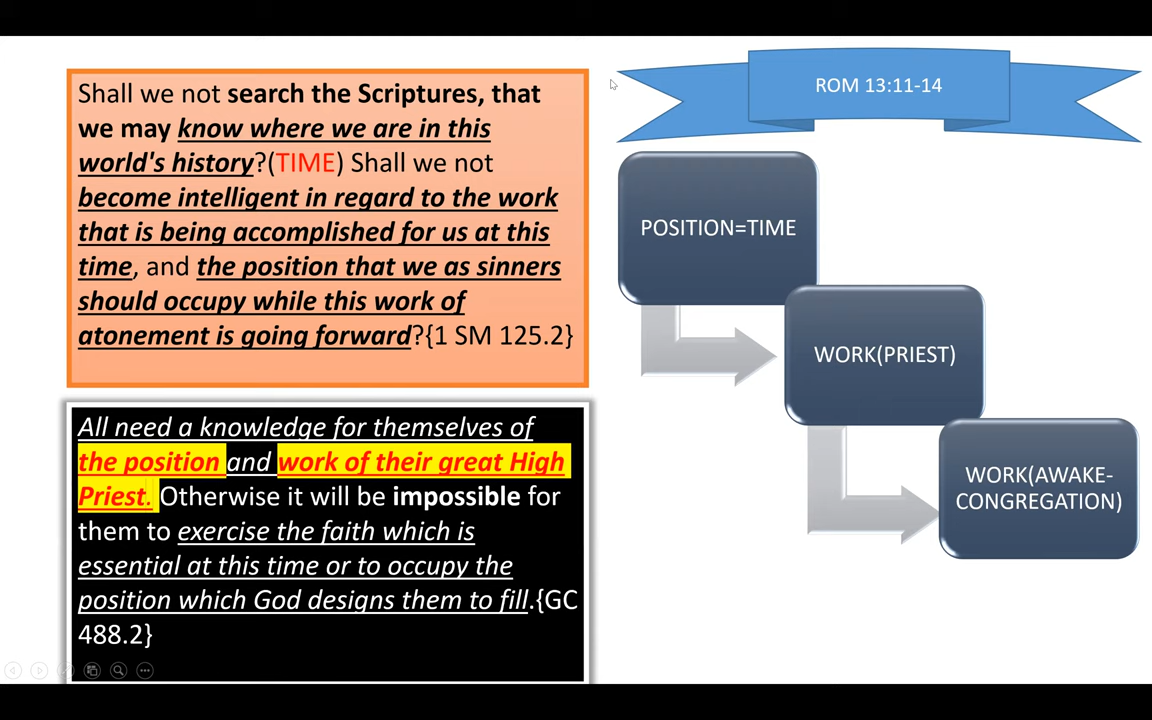 Shall we not search the Scriptures, that
we may know where we are in this
world's history?(TIME) Shall we not
become intelligent in regard to the work
that is being accomplished for us at this
time, and the position that we as sinners
should occupy while this work of
atonement is going forward?{1 SM 125.2}
All need a knowledge for themselves of
the position and work of their great High
Priest. Otherwise it will be impossible for
them to exercise the faith which is
essential at this time or to occupy the
position which God designs them to fill.{GC
488.2}
ROM 13:11-14
POSITION=TIME
WORK(PRIEST)
WORK(AWAKE-
CONGREGATION)